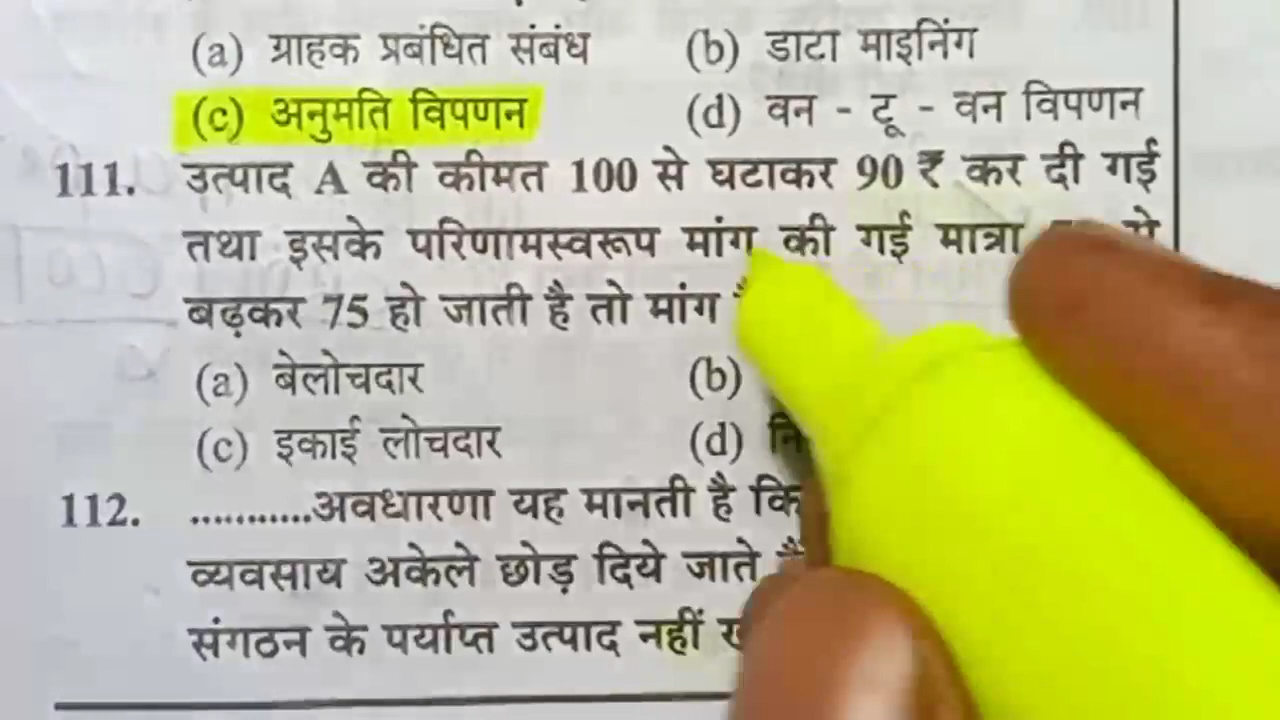 (a) ग्राहक प्रबंधित संबंध (b) डाटा माइनिंग
(c) अनुमति विपणन (d) वन - टू - वन विपणन
111. उत्पाद A की कीमत 100 से घटाकर 90 ₹ कर दी गई
तथा इसके परिणामस्वरूप मांग की गई मात्रा से
बढ़कर 75 हो जाती है तो मांग
(a) बेलोचदार (b)
(c) इकाई लोचदार (d)
112. ............अवधारणा यह मानती है कि
व्यवसाय अकेले छोड़ दिये जाते
संगठन के पर्याप्त उत्पाद नहीं